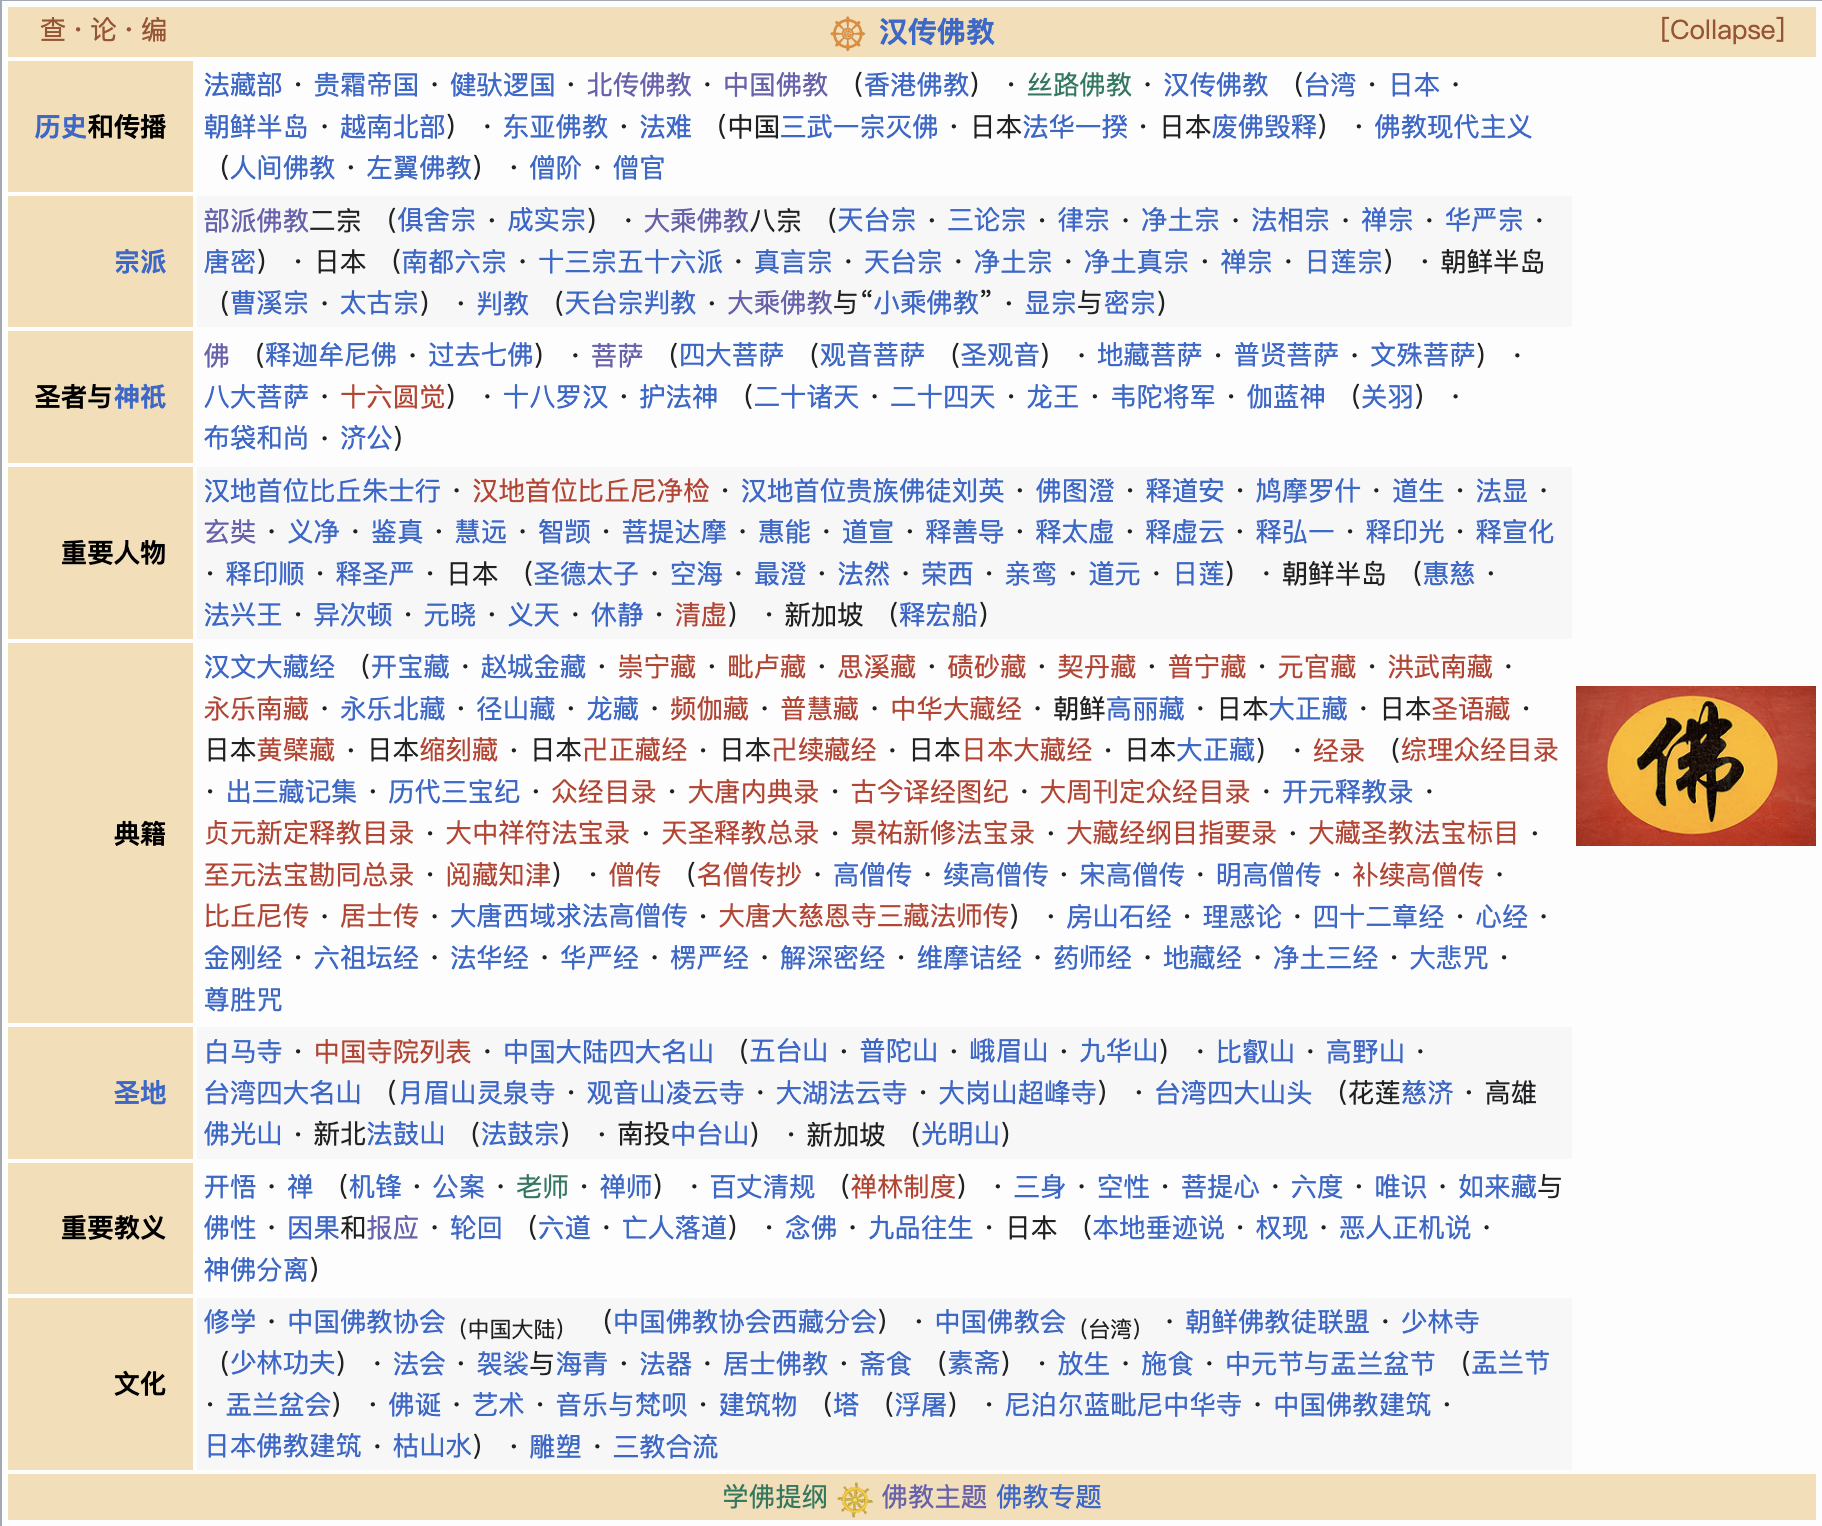 查·论·编
汉传佛教
[Collapse]
历史和传播
法藏部 · 贵霜帝国 · 健驮逻国 · 北传佛教 · 中国佛教 （香港佛教） · 丝路佛教 · 汉传佛教 （台湾 · 日本 ·
朝鲜半岛 · 越南北部） · 东亚佛教 · 法难 （中国三武一宗灭佛 · 日本法华一揆 · 日本废佛毁释） · 佛教现代主义
（人间佛教 · 左翼佛教） · 僧阶 · 僧官
宗派
部派佛教二宗 （俱舍宗 · 成实宗） · 大乘佛教八宗 （天台宗 · 三论宗 · 律宗 · 净土宗 · 法相宗 · 禅宗 · 华严宗 ·
唐密） · 日本 （南都六宗 · 十三宗五十六派 · 真言宗 · 天台宗 · 净土宗 · 净土真宗 · 禅宗 · 日莲宗） · 朝鲜半岛
（曹溪宗 · 太古宗） · 判教 （天台宗判教 · 大乘佛教与“小乘佛教” · 显宗与密宗）
圣者与神祇
佛 （释迦牟尼佛 · 过去七佛） · 菩萨 （四大菩萨 （观音菩萨 （圣观音） · 地藏菩萨 · 普贤菩萨 · 文殊菩萨） ·
八大菩萨 · 十六圆觉） · 十八罗汉 · 护法神 （二十诸天 · 二十四天 · 龙王 · 韦陀将军 · 伽蓝神 （关羽） ·
布袋和尚 · 济公）
重要人物
汉地首位比丘朱士行 · 汉地首位比丘尼净检 · 汉地首位贵族佛徒刘英 · 佛图澄 · 释道安 · 鸠摩罗什 · 道生 · 法显 ·
玄奘 · 义净 · 鉴真 · 慧远 · 智𫖮 · 菩提达摩 · 惠能 · 道宣 · 释善导 · 释太虚 · 释虚云 · 释弘一 · 释印光 · 释宣化
· 释印顺 · 释圣严 · 日本 （圣德太子 · 空海 · 最澄 · 法然 · 荣西 · 亲鸾 · 道元 · 日莲） · 朝鲜半岛 （惠慈 ·
法兴王 · 异次顿 · 元晓 · 义天 · 休静 · 清虚） · 新加坡 （释宏船）
典籍
汉文大藏经 （开宝藏 · 赵城金藏 · 崇宁藏 · 毗卢藏 · 思溪藏 · 碛砂藏 · 契丹藏 · 普宁藏 · 元官藏 · 洪武南藏 ·
永乐南藏 · 永乐北藏 · 径山藏 · 龙藏 · 频伽藏 · 普慧藏 · 中华大藏经 · 朝鲜高丽藏 · 日本大正藏 · 日本圣语藏 ·
日本黄檗藏 · 日本缩刻藏 · 日本卍正藏经 · 日本卍续藏经 · 日本日本大藏经 · 日本大正藏） · 经录 （综理众经目录
· 出三藏记集 · 历代三宝纪 · 众经目录 · 大唐内典录 · 古今译经图纪 · 大周刊定众经目录 · 开元释教录 ·
贞元新定释教目录 · 大中祥符法宝录 · 天圣释教总录 · 景祐新修法宝录 · 大藏经纲目指要录 · 大藏圣教法宝标目 ·
至元法宝勘同总录 · 阅藏知津） · 僧传 （名僧传抄 · 高僧传 · 续高僧传 · 宋高僧传 · 明高僧传 · 补续高僧传 ·
比丘尼传 · 居士传 · 大唐西域求法高僧传 · 大唐大慈恩寺三藏法师传） · 房山石经 · 理惑论 · 四十二章经 · 心经 ·
金刚经 · 六祖坛经 · 法华经 · 华严经 · 楞严经 · 解深密经 · 维摩诘经 · 药师经 · 地藏经 · 净土三经 · 大悲咒 ·
尊胜咒
佛
圣地
白马寺 · 中国寺院列表 · 中国大陆四大名山 （五台山 · 普陀山 · 峨眉山 · 九华山） · 比叡山 · 高野山 ·
台湾四大名山 （月眉山灵泉寺 · 观音山凌云寺 · 大湖法云寺 · 大岗山超峰寺） · 台湾四大山头 （花莲慈济 · 高雄
佛光山 · 新北法鼓山 （法鼓宗） · 南投中台山） · 新加坡 （光明山）
重要教义
开悟 · 禅 （机锋 · 公案 · 老师 · 禅师） · 百丈清规 （禅林制度） · 三身 · 空性 · 菩提心 · 六度 · 唯识 · 如来藏与
佛性 · 因果和报应 · 轮回 （六道 · 亡人落道） · 念佛 · 九品往生 · 日本 （本地垂迹说 · 权现 · 恶人正机说 ·
神佛分离）
文化
修学 · 中国佛教协会（中国大陆） （中国佛教协会西藏分会） · 中国佛教会（台湾） · 朝鲜佛教徒联盟 · 少林寺
（少林功夫） · 法会 · 袈裟与海青 · 法器 · 居士佛教 · 斋食 （素斋） · 放生 · 施食 · 中元节与盂兰盆节 （盂兰节
· 盂兰盆会） · 佛诞 · 艺术 · 音乐与梵呗 · 建筑物 （塔 （浮屠） · 尼泊尔蓝毗尼中华寺 · 中国佛教建筑 ·
日本佛教建筑 · 枯山水） · 雕塑 · 三教合流
学佛提纲 佛教主题 佛教专题